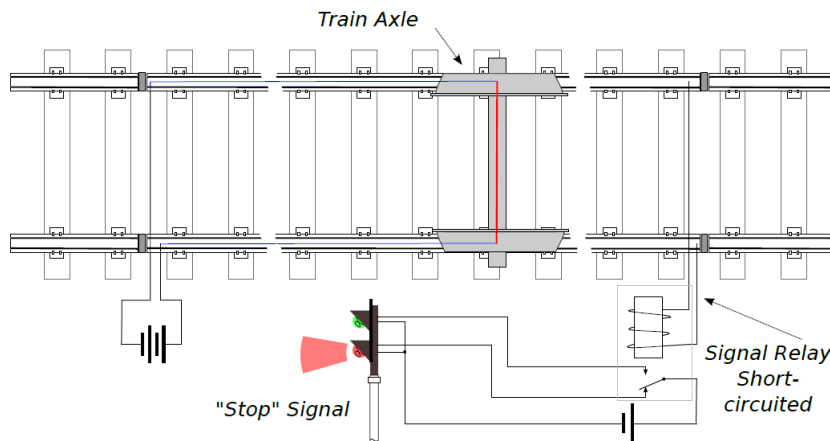 Train Axle
Signal Relay
Short-
circuited
"Stop" Signal